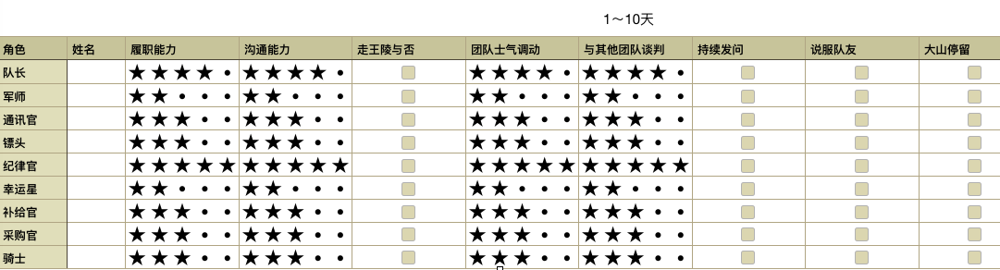 1～10天
角色 姓名 履职能力 沟通能力 走王陵与否 团队士气调动 与其他团队谈判 持续发问 说服队友 大山停留
队长 ★★★★• ★★★★• ★★★★• ★★★★•
军师 ★★••• ★★••• ★★••• ★★•••
通讯官 ★★★•• ★★★•• ★★★•• ★★★••
镖头 ★★★•• ★★★•• ★★★•• ★★★••
纪律官 ★★★★★ ★★★★★ ★★★★★ ★★★★★
幸运星 ★★••• ★★••• ★★••• ★★•••
补给官 ★★★•• ★★★•• ★★★•• ★★★••
采购官 ★★★•• ★★★•• ★★★•• ★★★••
骑士 ★★★•• ★★★•• ★★★•• ★★★••